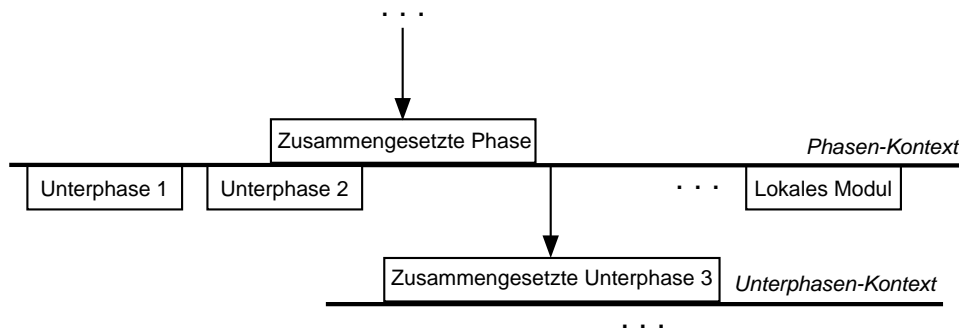 . . .
Zusammengesetzte Phase
Phasen-Kontext
Unterphase 1
Unterphase 2
. . .
Lokales Modul
Zusammengesetzte Unterphase 3
Unterphasen-Kontext
. . .